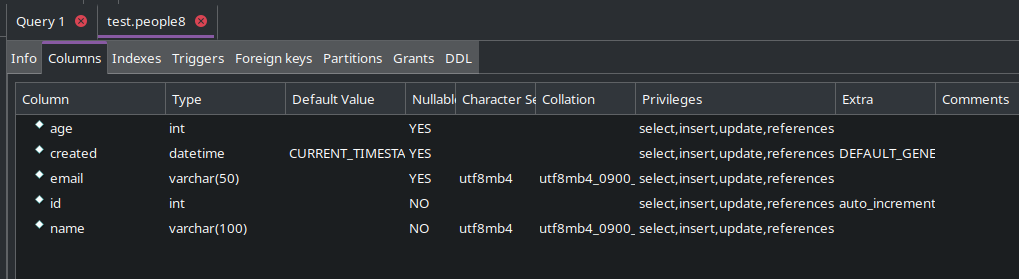 Query 1 test.people8
Info Columns Indexes Triggers Foreign keys Partitions Grants DDL
Column Type Default Value Nullable Character Se Collation Privileges Extra Comments
age int YES select,insert,update,references
created datetime CURRENT_TIMESTA YES select,insert,update,references DEFAULT_GENE
email varchar(50) YES utf8mb4 utf8mb4_0900_ select,insert,update,references
id int NO select,insert,update,references auto_increment
name varchar(100) NO utf8mb4 utf8mb4_0900_ select,insert,update,references